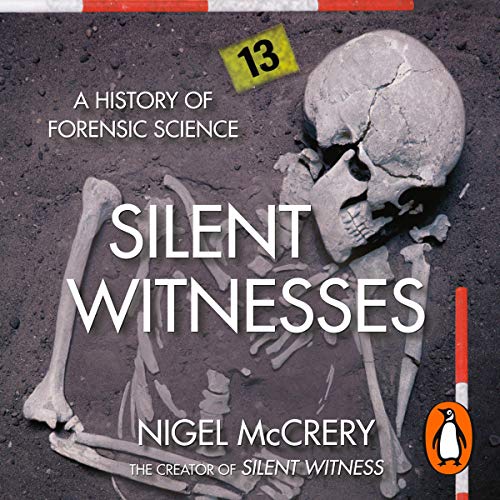 13
A HISTORY OF
FORENSIC SCIENCE
SILENT
WITNESSES
NIGEL McCRERY
THE CREATOR OF SILENT WITNESS